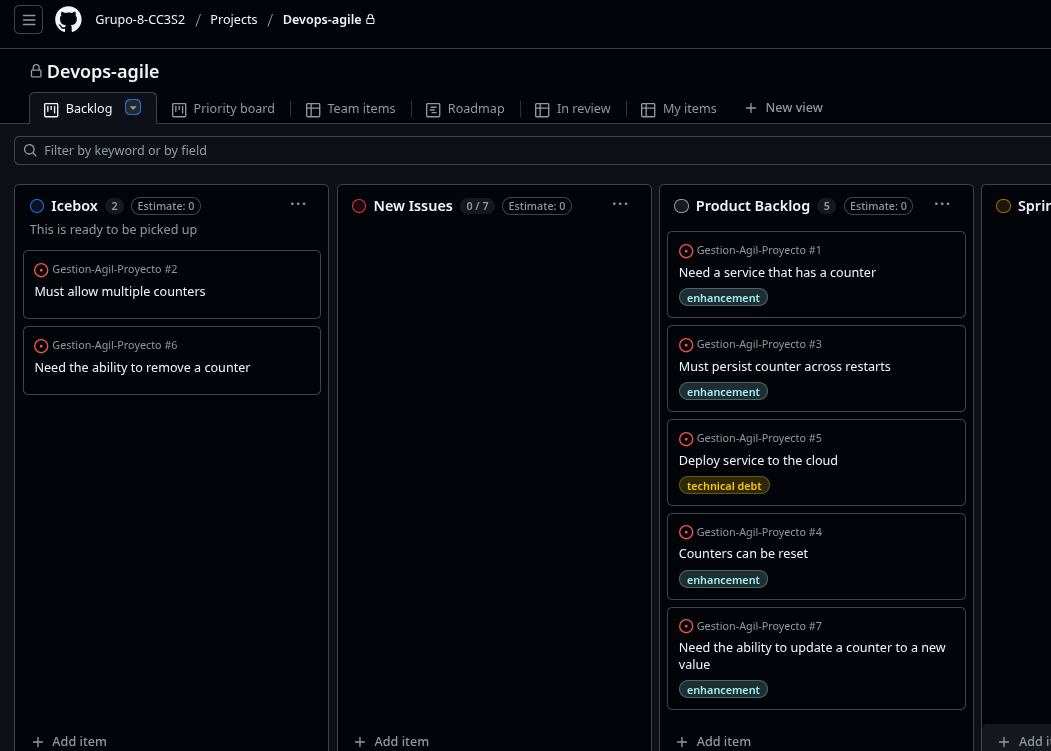 Grupo-8-CC3S2 / Projects / Devops-agile
Devops-agile
Backlog Priority board Team items Roadmap In review My items + New view
Filter by keyword or by field
Icebox 2 Estimate: 0
This is ready to be picked up
Gestion-Agil-Proyecto #2
Must allow multiple counters
Gestion-Agil-Proyecto #6
Need the ability to remove a counter
+ Add item
New Issues 0 / 7 Estimate: 0
+ Add item
Product Backlog 5 Estimate: 0
Gestion-Agil-Proyecto #1
Need a service that has a counter
enhancement
Gestion-Agil-Proyecto #3
Must persist counter across restarts
enhancement
Gestion-Agil-Proyecto #5
Deploy service to the cloud
technical debt
Gestion-Agil-Proyecto #4
Counters can be reset
enhancement
Gestion-Agil-Proyecto #7
Need the ability to update a counter to a new
value
enhancement
+ Add item
Sprin
+ Add i